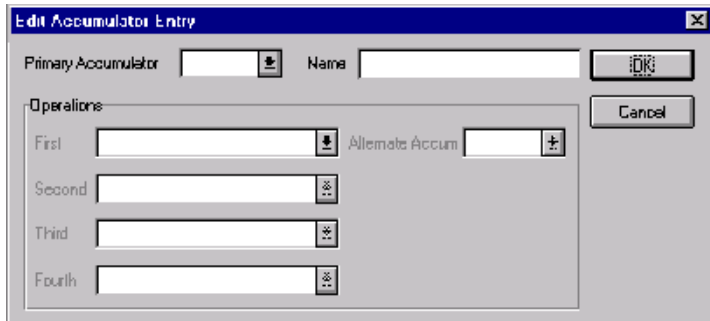 Edit Accumulator Entry
Primary Accumulator Name OK
Operations
Cancel
First Alternate Accum
Second
Third
Fourth